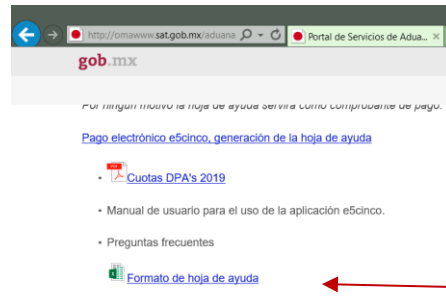 http://omawww.sat.gob.mx/aduana
Portal de Servicios de Adua...
gob.mx
Por ningún motivo la hoja de ayuda servirá como comprobante de pago.
Pago electrónico e5cinco, generación de la hoja de ayuda
Cuotas DPA's 2019
• Manual de usuario para el uso de la aplicación e5cinco.
• Preguntas frecuentes
Formato de hoja de ayuda